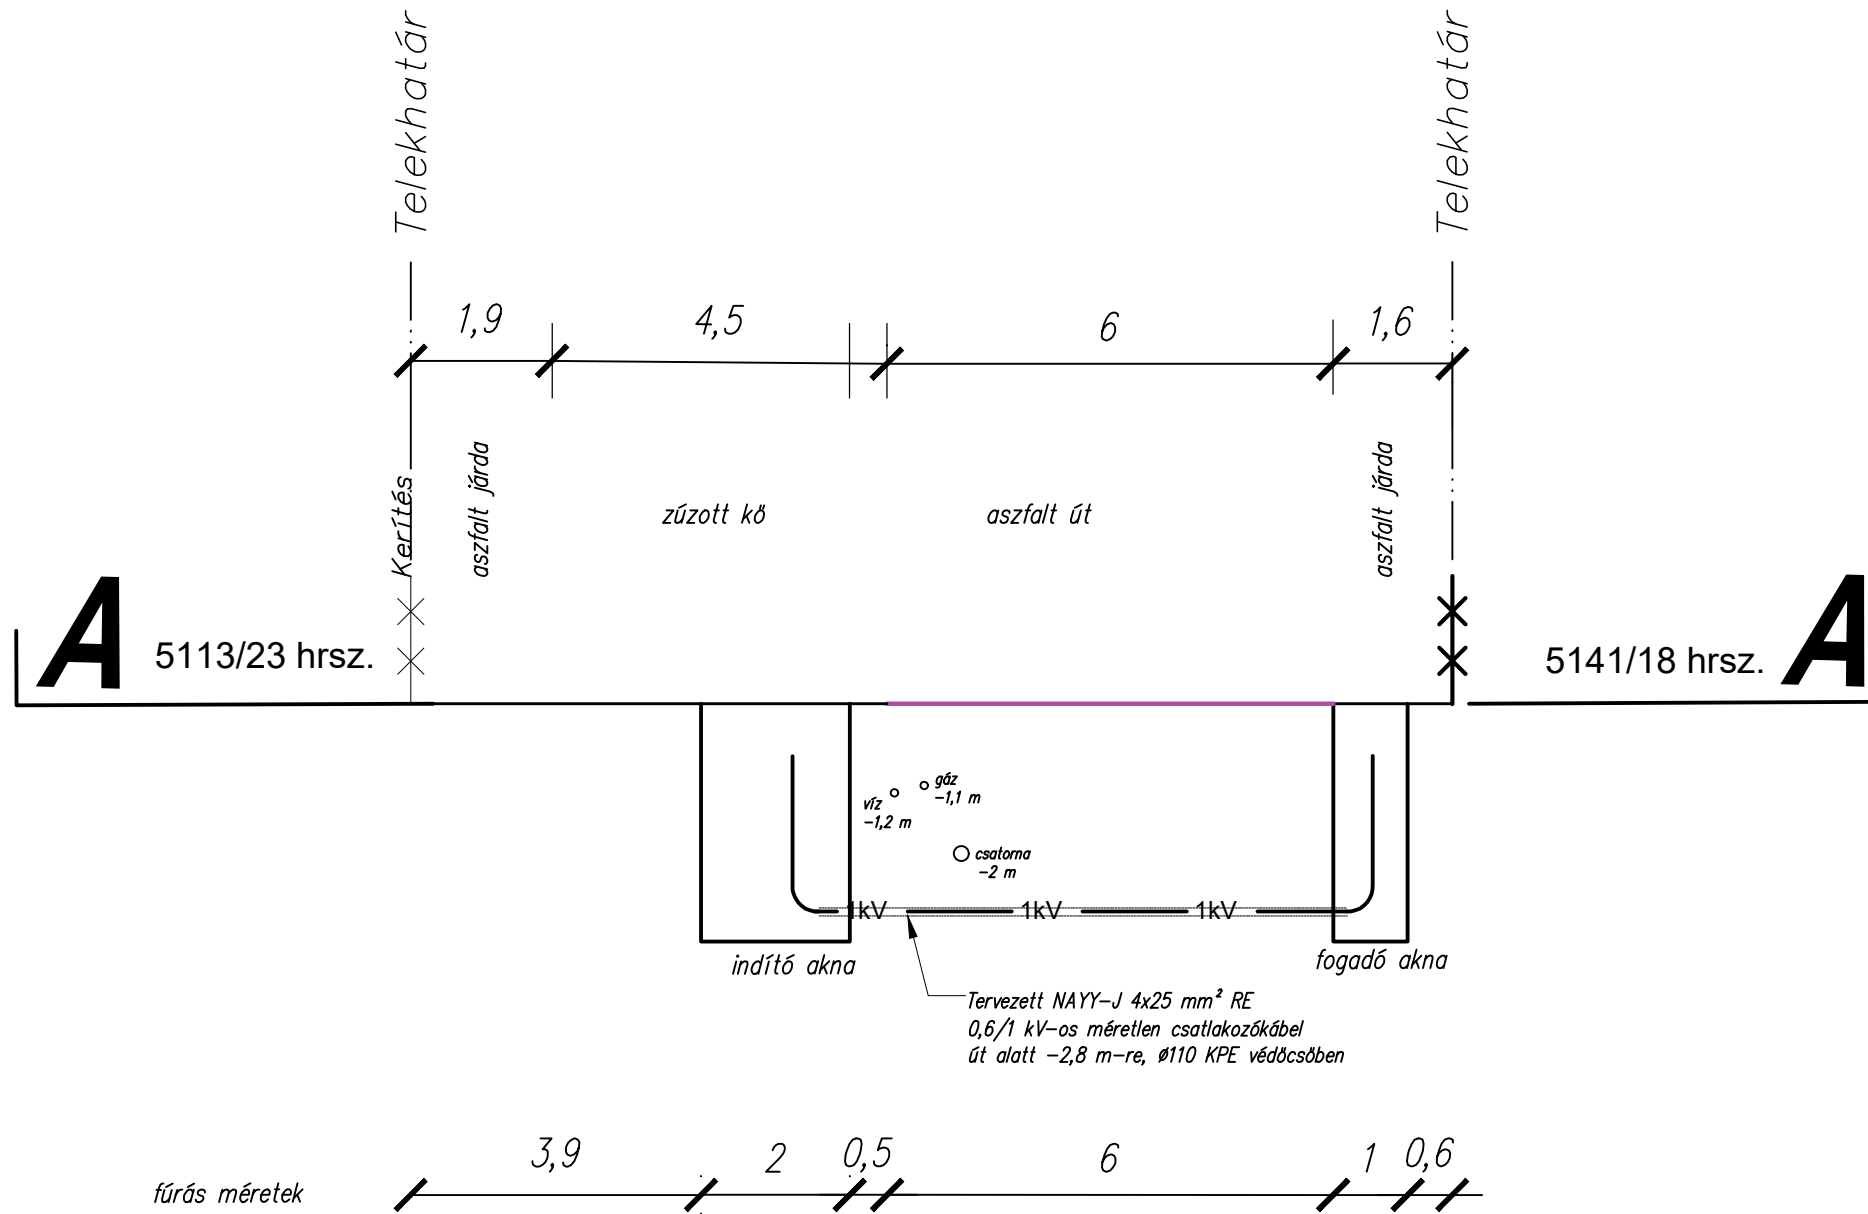 Telekhatár
Telekhatár
1,9
4,5
6
1,6
Kerítés
aszfalt járda
zúzott kő
aszfalt út
aszfalt járda
A
5113/23 hrsz.
5141/18 hrsz.
A
víz
-1,2 m
gáz
-1,1 m
csatorna
-2 m
1kV
1kV
1kV
indító akna
fogadó akna
Tervezett NAYY-J 4x25 mm² RE
0,6/1 kV-os méretlen csatlakozókábel
út alatt -2,8 m-re, ø110 KPE védőcsőben
fúrás méretek
3,9
2
0,5
6
1
0,6